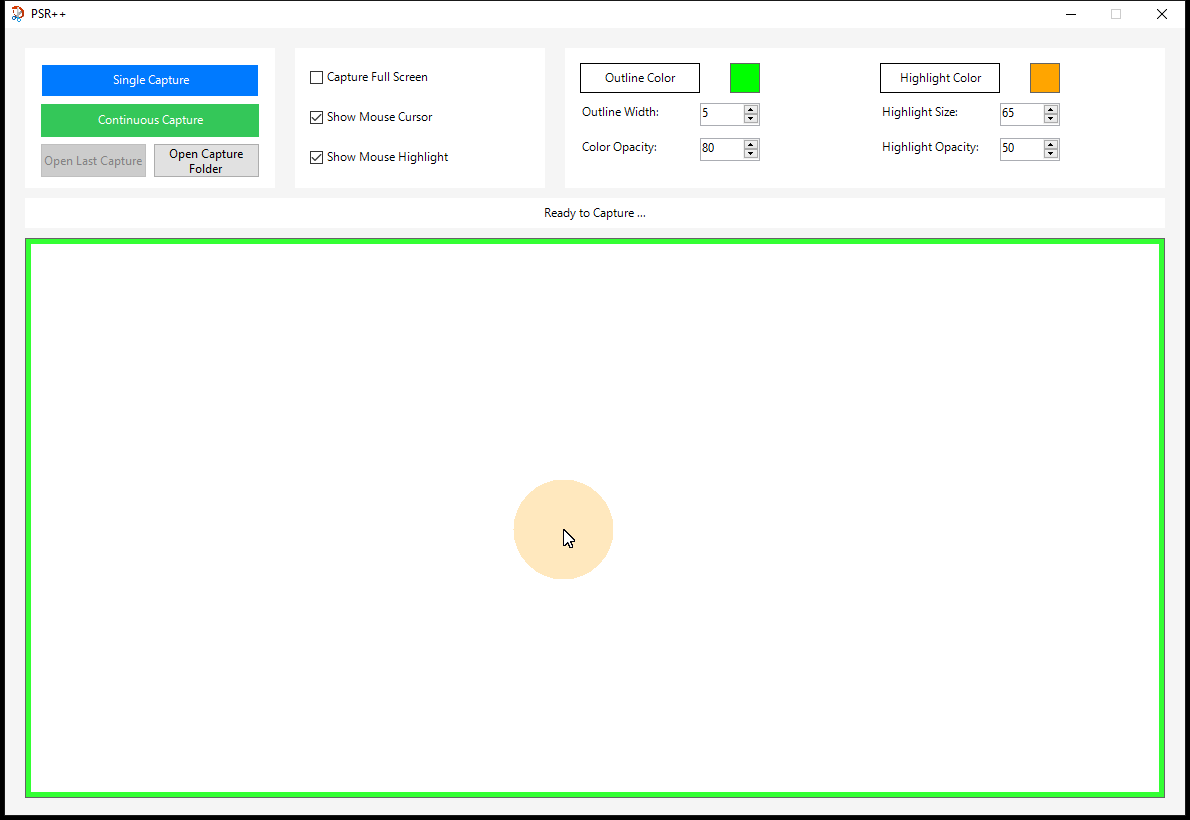 PSR++
Single Capture
Continuous Capture
Open Last Capture
Open Capture
Folder
Capture Full Screen
Show Mouse Cursor
Show Mouse Highlight
Outline Color
Outline Width:
5
Color Opacity:
80
Highlight Color
Highlight Size:
65
Highlight Opacity:
50
Ready to Capture ...